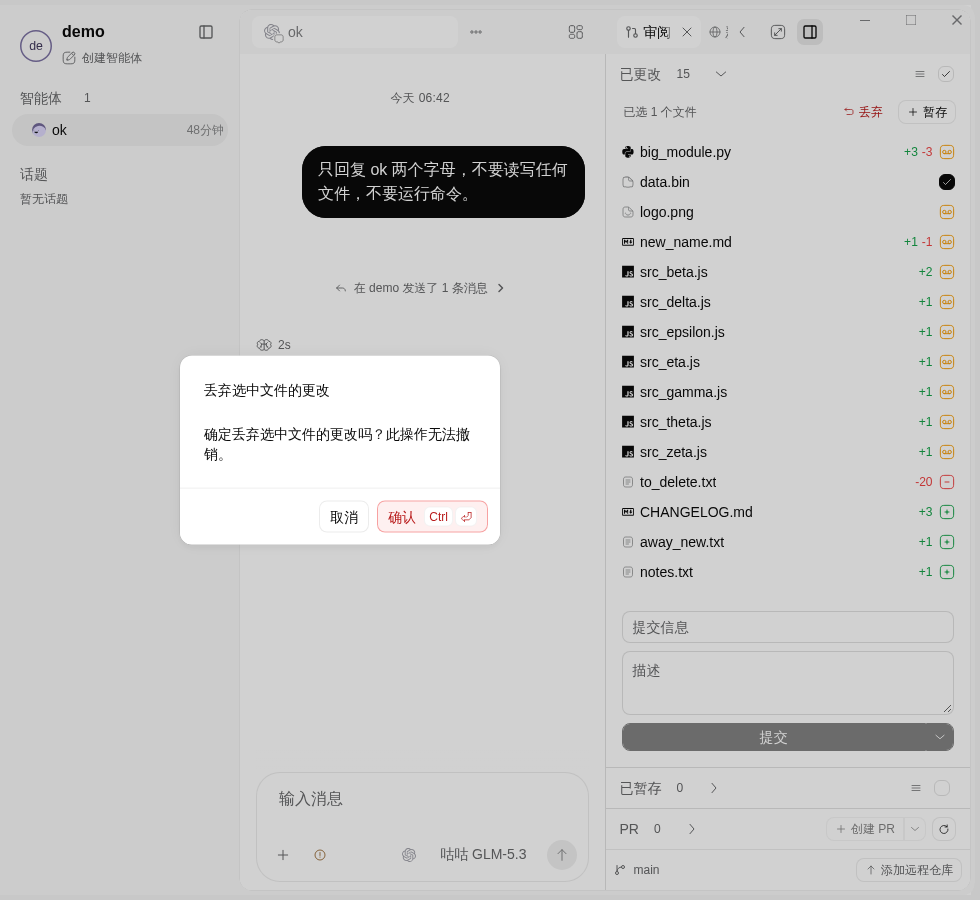 de
demo
创建智能体
智能体 1
ok 48分钟
话题
暂无话题
ok
今天 06:42
只回复 ok 两个字母，不要读写任何
文件，不要运行命令。
在 demo 发送了 1 条消息
2s
丢弃选中文件的更改
确定丢弃选中文件的更改吗？此操作无法撤
销。
取消 确认 Ctrl
输入消息
咕咕 GLM-5.3
审阅
已更改 15
已选 1 个文件 丢弃 暂存
big_module.py +3 -3
data.bin
logo.png
new_name.md +1 -1
src_beta.js +2
src_delta.js +1
src_epsilon.js +1
src_eta.js +1
src_gamma.js +1
src_theta.js +1
src_zeta.js +1
to_delete.txt -20
CHANGELOG.md +3
away_new.txt +1
notes.txt +1
提交信息
描述
提交
已暂存 0
PR 0 创建 PR
main 添加远程仓库